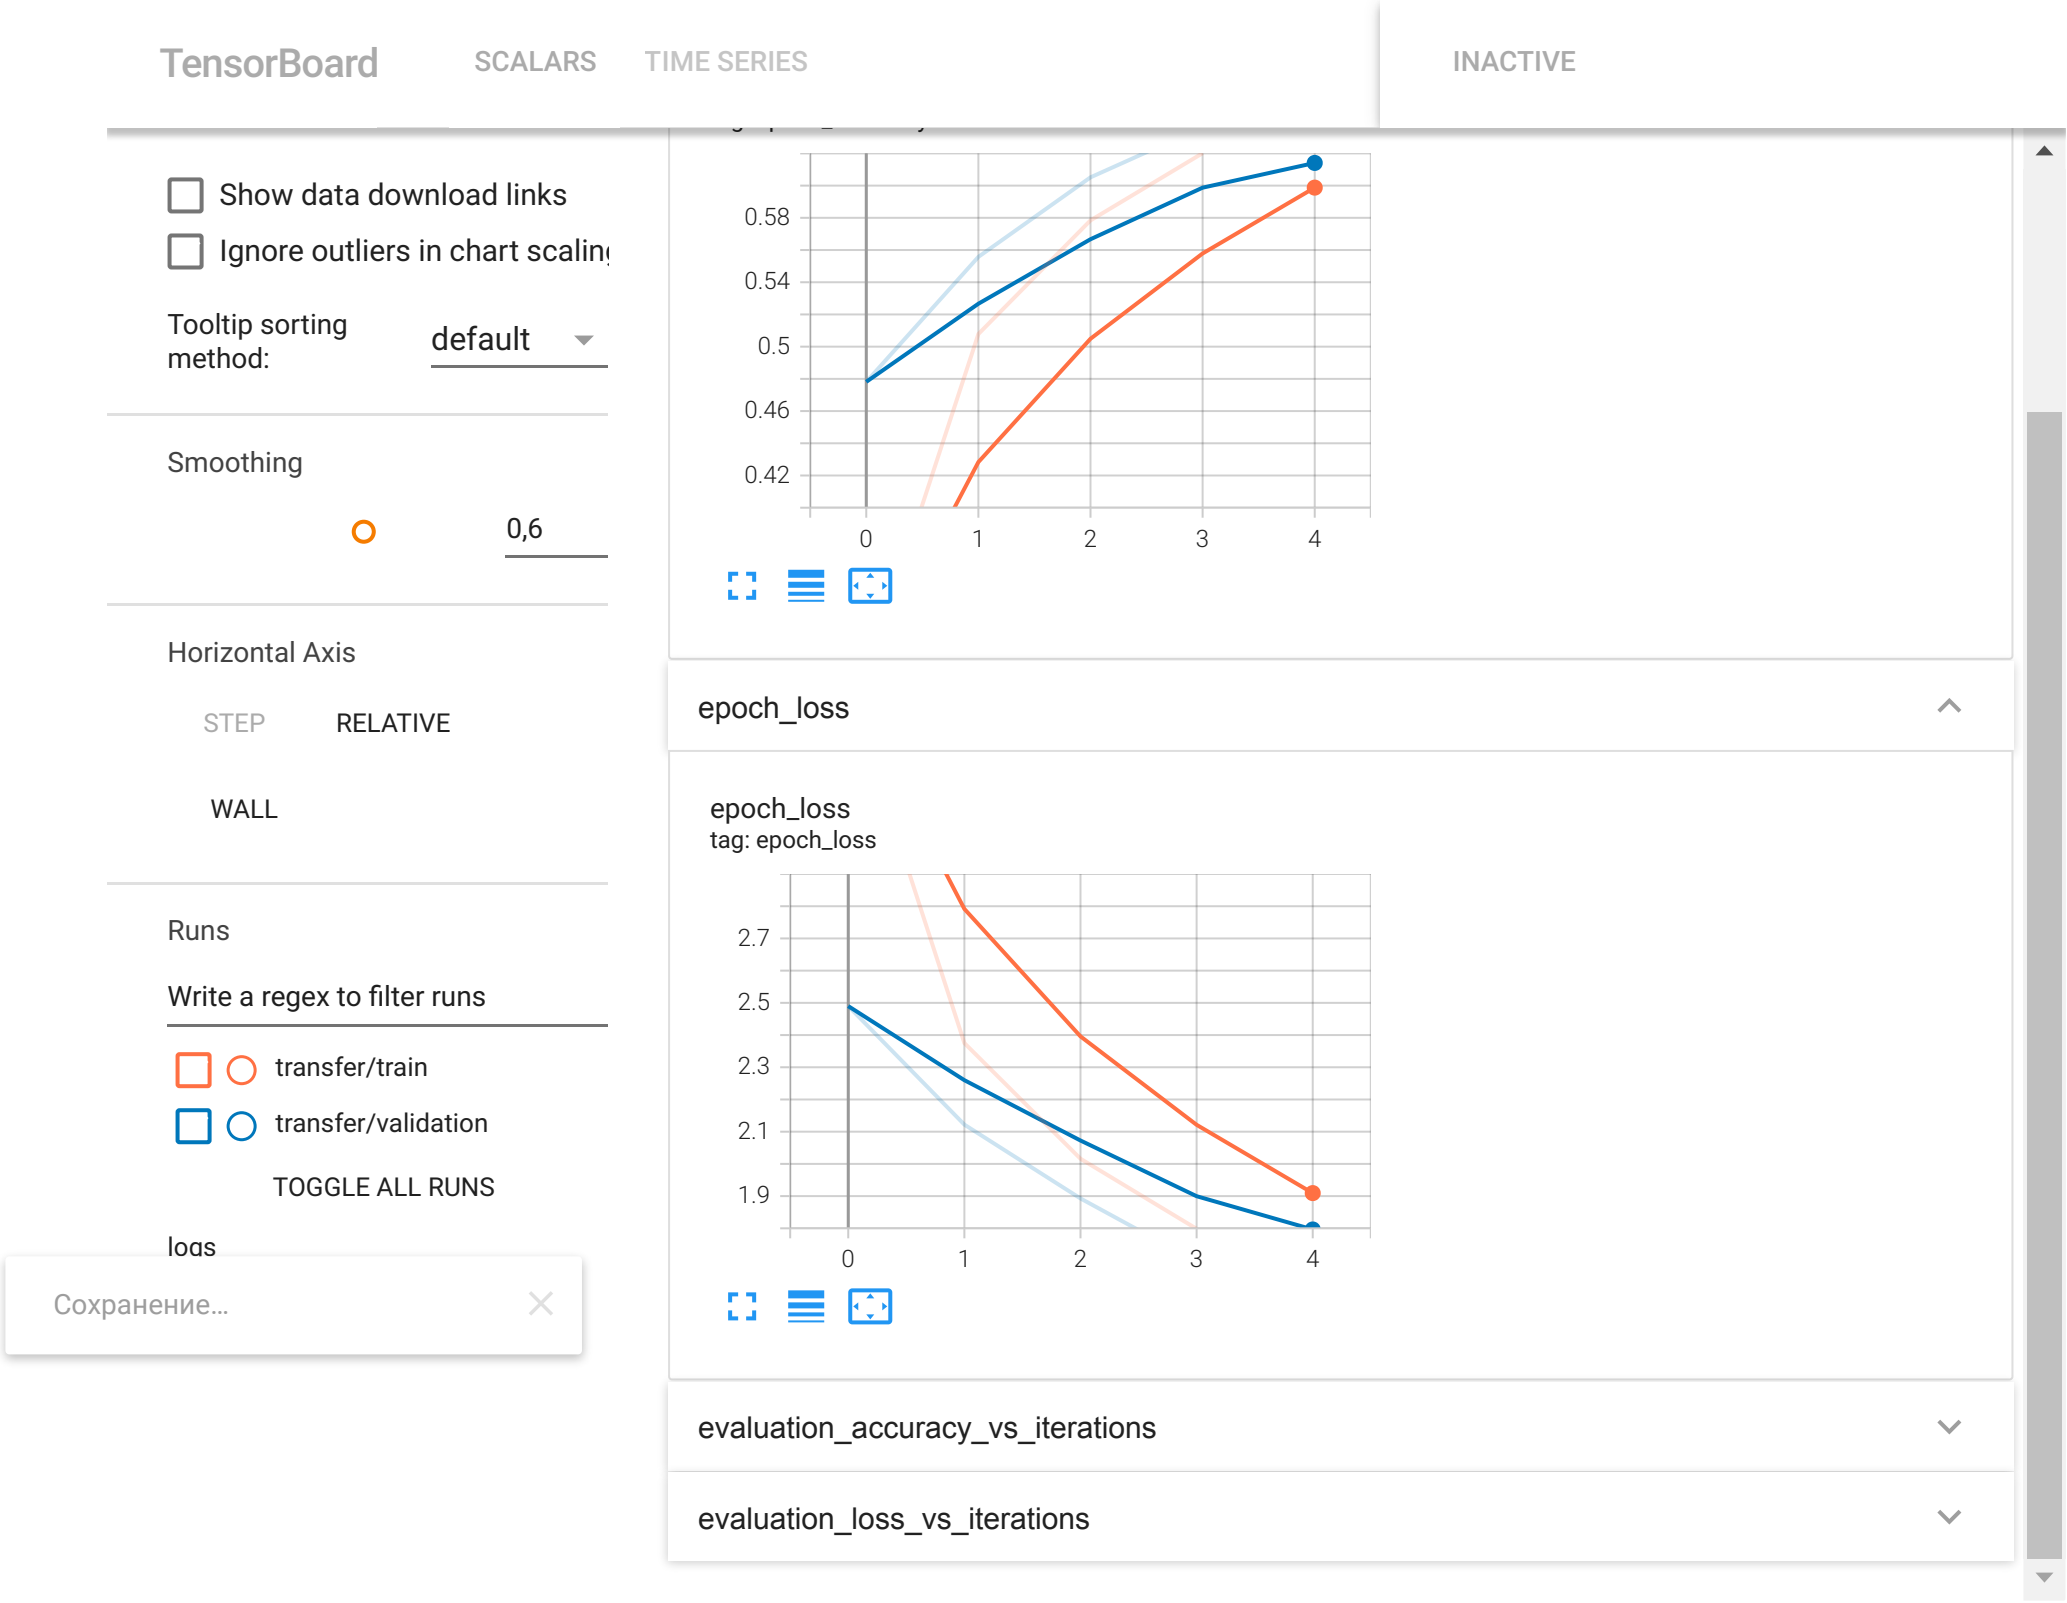 TensorBoard SCALARS TIME SERIES INACTIVE
Show data download links
Ignore outliers in chart scaling
Tooltip sorting
method:
default
Smoothing
0,6
Horizontal Axis
STEP RELATIVE
WALL
Runs
Write a regex to filter runs
transfer/train
transfer/validation
TOGGLE ALL RUNS
logs
Сохранение...
0.58
0.54
0.5
0.46
0.42
0 1 2 3 4
epoch_loss
epoch_loss
tag: epoch_loss
2.7
2.5
2.3
2.1
1.9
0 1 2 3 4
evaluation_accuracy_vs_iterations
evaluation_loss_vs_iterations